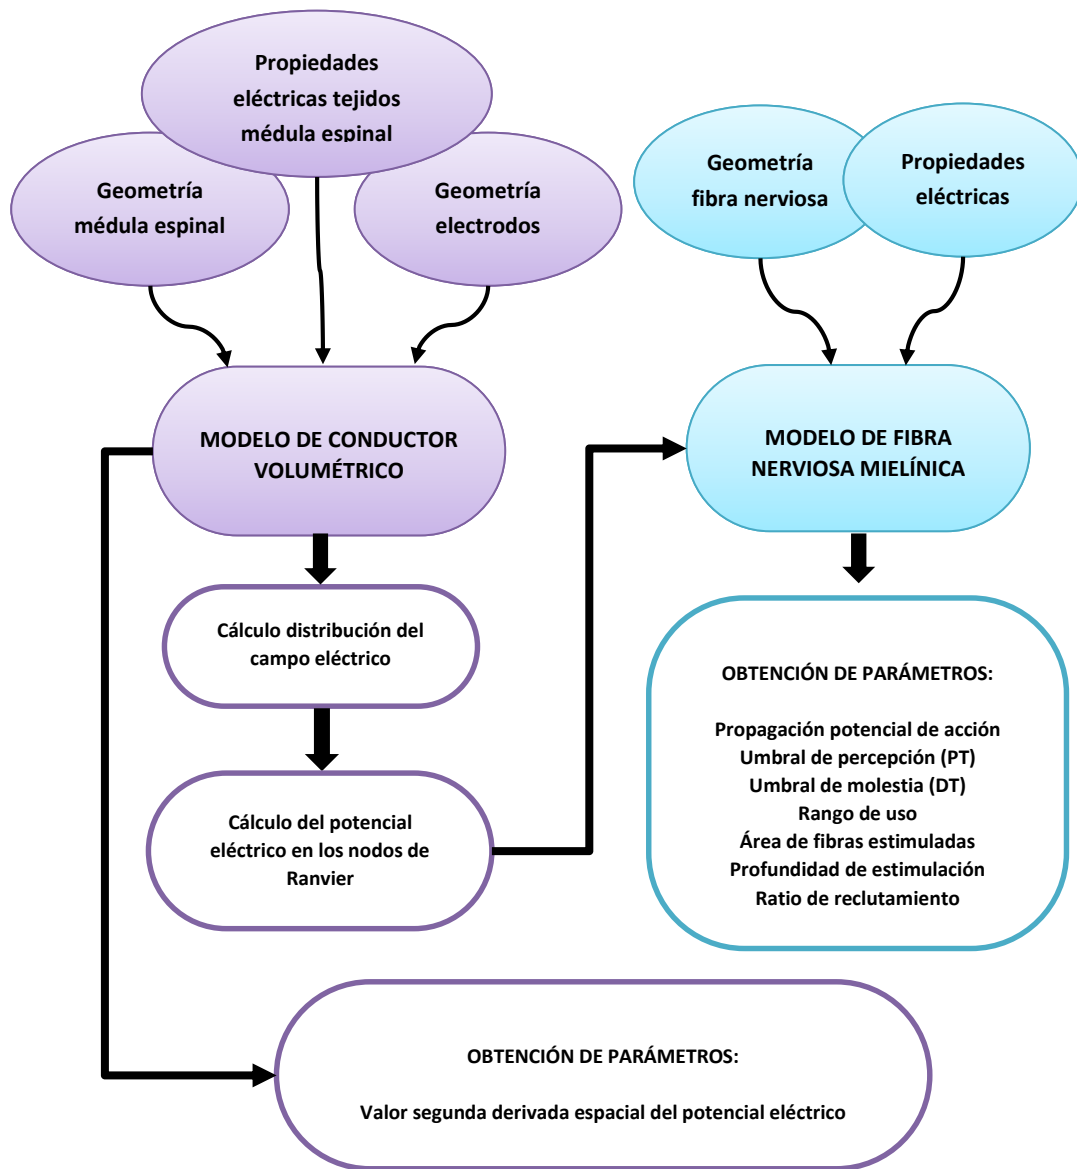 Propiedades
eléctricas tejidos
médula espinal
Geometría
médula espinal
Geometría
electrodos
Geometría
fibra nerviosa
Propiedades
eléctricas
MODELO DE CONDUCTOR
VOLUMÉTRICO
MODELO DE FIBRA
NERVIOSA MIELÍNICA
Cálculo distribución del
campo eléctrico
Cálculo del potencial
eléctrico en los nodos de
Ranvier
OBTENCIÓN DE PARÁMETROS:
Propagación potencial de acción
Umbral de percepción (PT)
Umbral de molestia (DT)
Rango de uso
Área de fibras estimuladas
Profundidad de estimulación
Ratio de reclutamiento
OBTENCIÓN DE PARÁMETROS:
Valor segunda derivada espacial del potencial eléctrico